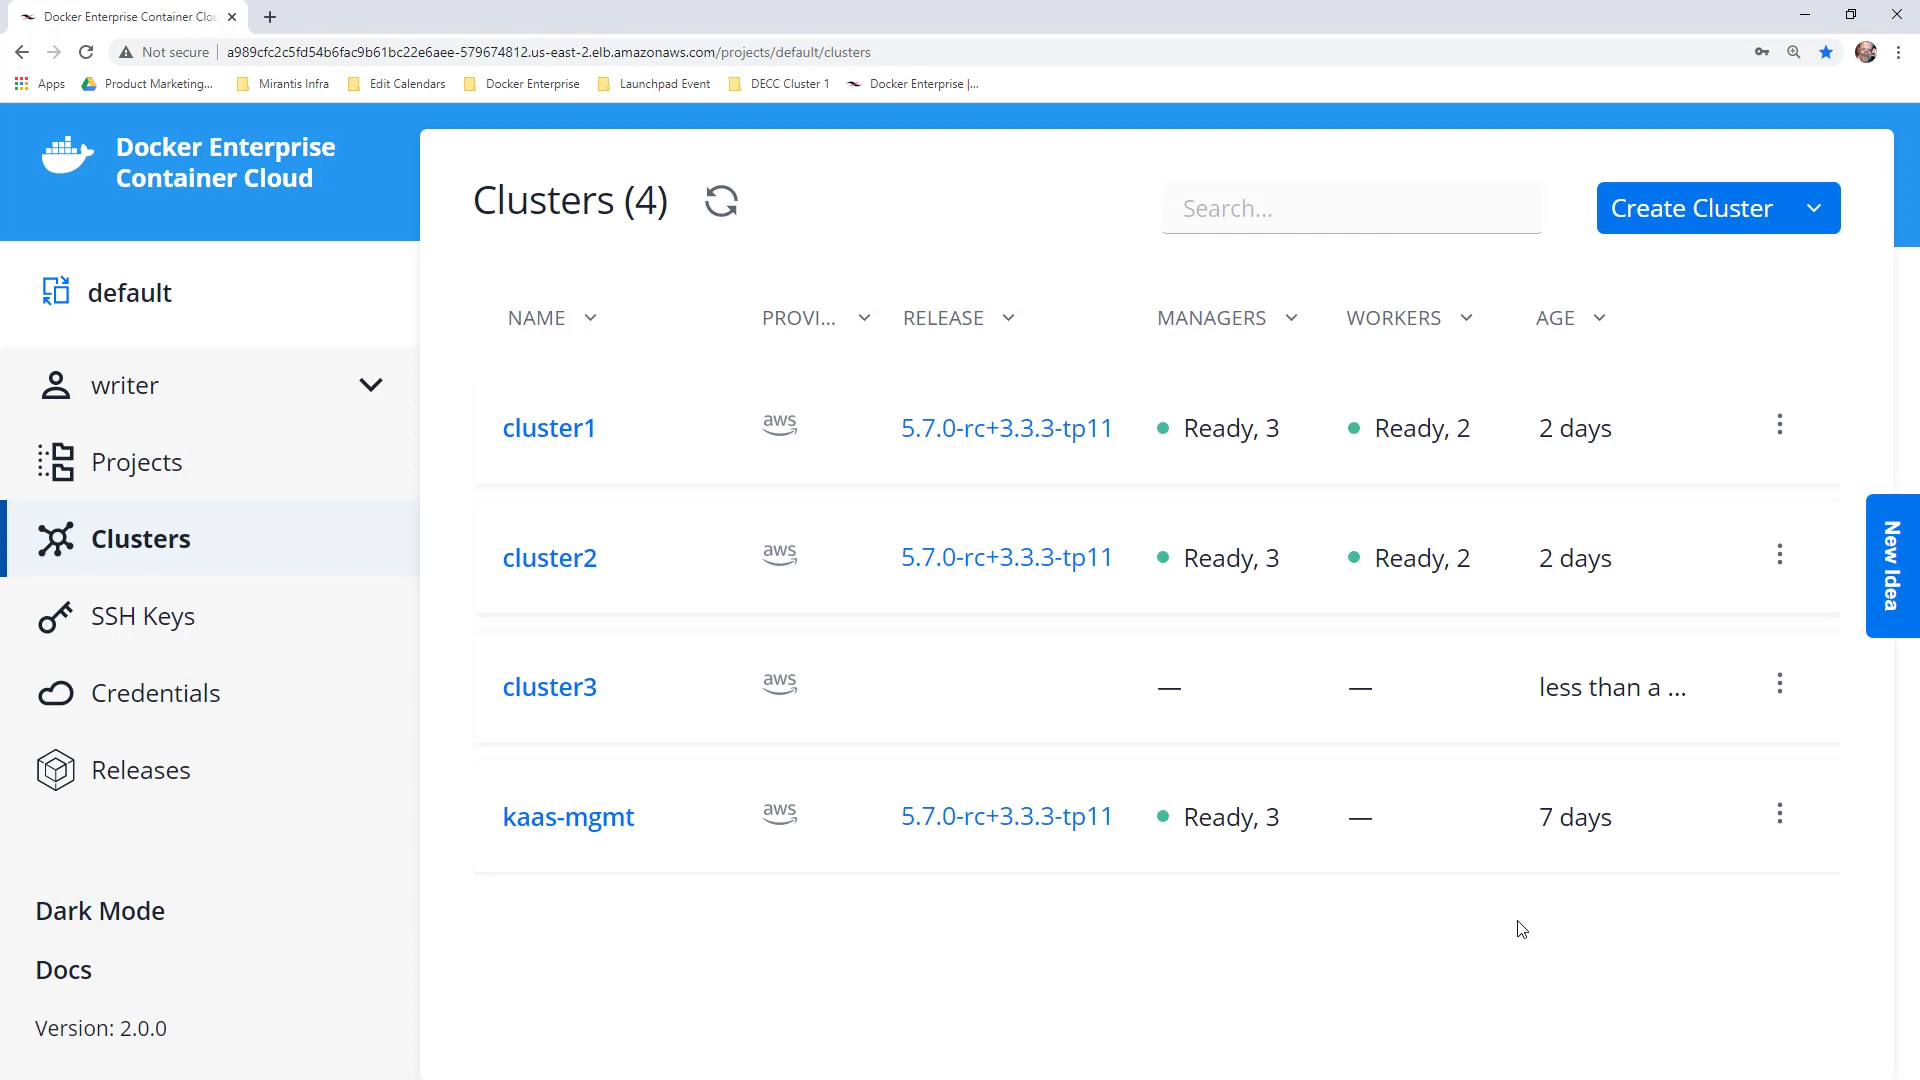 Docker Enterprise Container Clou
Not secure
a989cfc2c5fd54b6fac9b61bc22e6aee-579674812.us-east-2.elb.amazonaws.com/projects/default/clusters
Apps
Product Marketing...
Mirantis Infra
Edit Calendars
Docker Enterprise
Launchpad Event
DECC Cluster 1
Docker Enterprise |...
Docker Enterprise
Container Cloud
default
writer
Projects
Clusters
SSH Keys
Credentials
Releases
Dark Mode
Docs
Version: 2.0.0
Clusters (4)
Search...
Create Cluster
NAME PROVI... RELEASE MANAGERS WORKERS AGE
cluster1 aws 5.7.0-rc+3.3.3-tp11 Ready, 3 Ready, 2 2 days
cluster2 aws 5.7.0-rc+3.3.3-tp11 Ready, 3 Ready, 2 2 days
cluster3 aws — — less than a ...
kaas-mgmt aws 5.7.0-rc+3.3.3-tp11 Ready, 3 — 7 days
New Idea